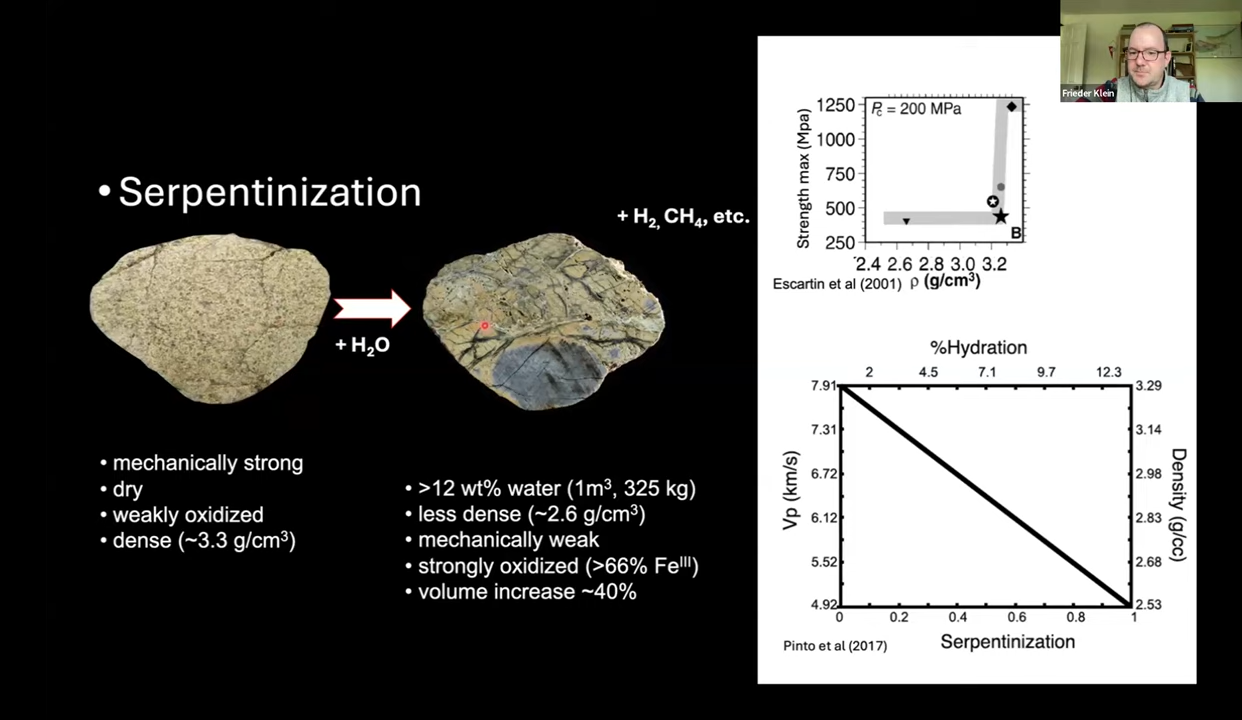 • Serpentinization
+ H₂, CH₄, etc.
+ H₂O
• mechanically strong
• dry
• weakly oxidized
• dense (~3.3 g/cm³)
• >12 wt% water (1m³, 325 kg)
• less dense (~2.6 g/cm³)
• mechanically weak
• strongly oxidized (>66% Feᴵᴵᴵ)
• volume increase ~40%
Frieder Klein
Strength max (Mpa)
1250
1000
750
500
250
Pc = 200 MPa
B
2.4 2.6 2.8 3.0 3.2
Escartin et al (2001)
ρ (g/cm³)
%Hydration
2 4.5 7.1 9.7 12.3
Vp (km/s)
7.91
7.31
6.72
6.12
5.52
4.92
3.29
3.14
2.98
2.83
2.68
2.53
Density (g/cc)
0 0.2 0.4 0.6 0.8 1
Serpentinization
Pinto et al (2017)